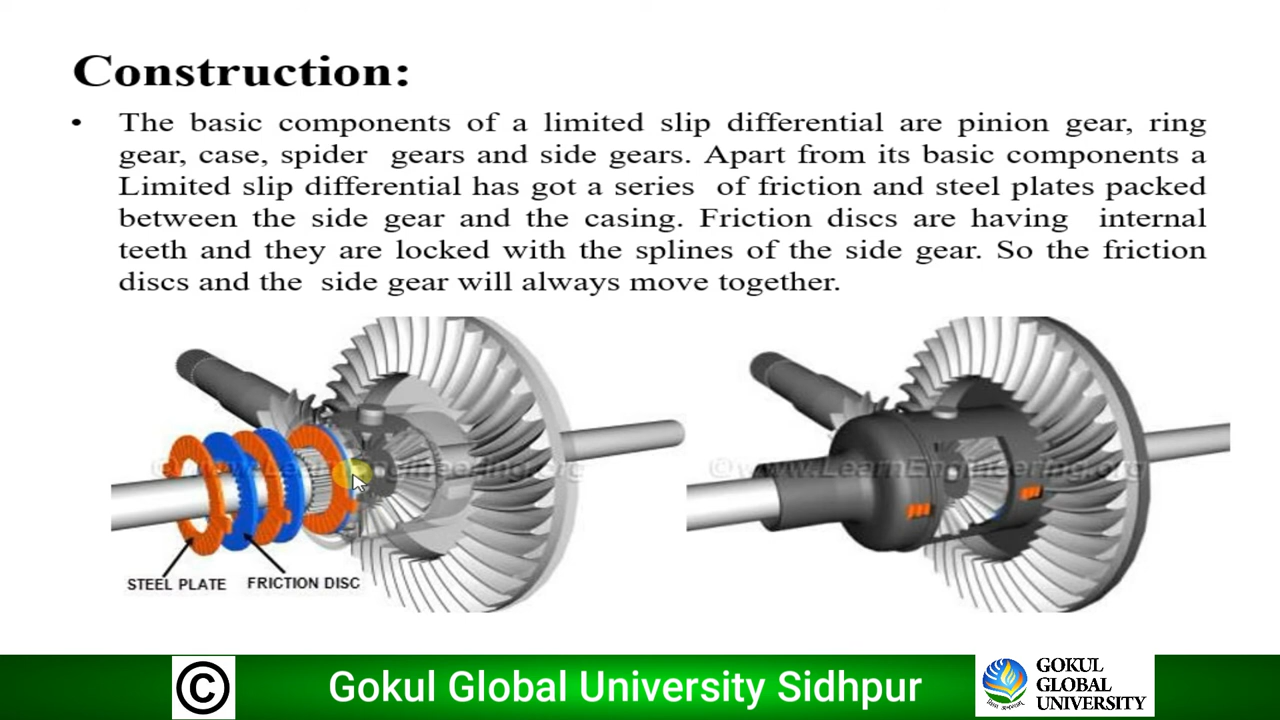 Construction:
• The basic components of a limited slip differential are pinion gear, ring
gear, case, spider gears and side gears. Apart from its basic components a
Limited slip differential has got a series of friction and steel plates packed
between the side gear and the casing. Friction discs are having internal
teeth and they are locked with the splines of the side gear. So the friction
discs and the side gear will always move together.
© www.LearnEngineering.org
© www.LearnEngineering.org
STEEL PLATE
FRICTION DISC
©
Gokul Global University Sidhpur
GOKUL
GLOBAL
UNIVERSITY